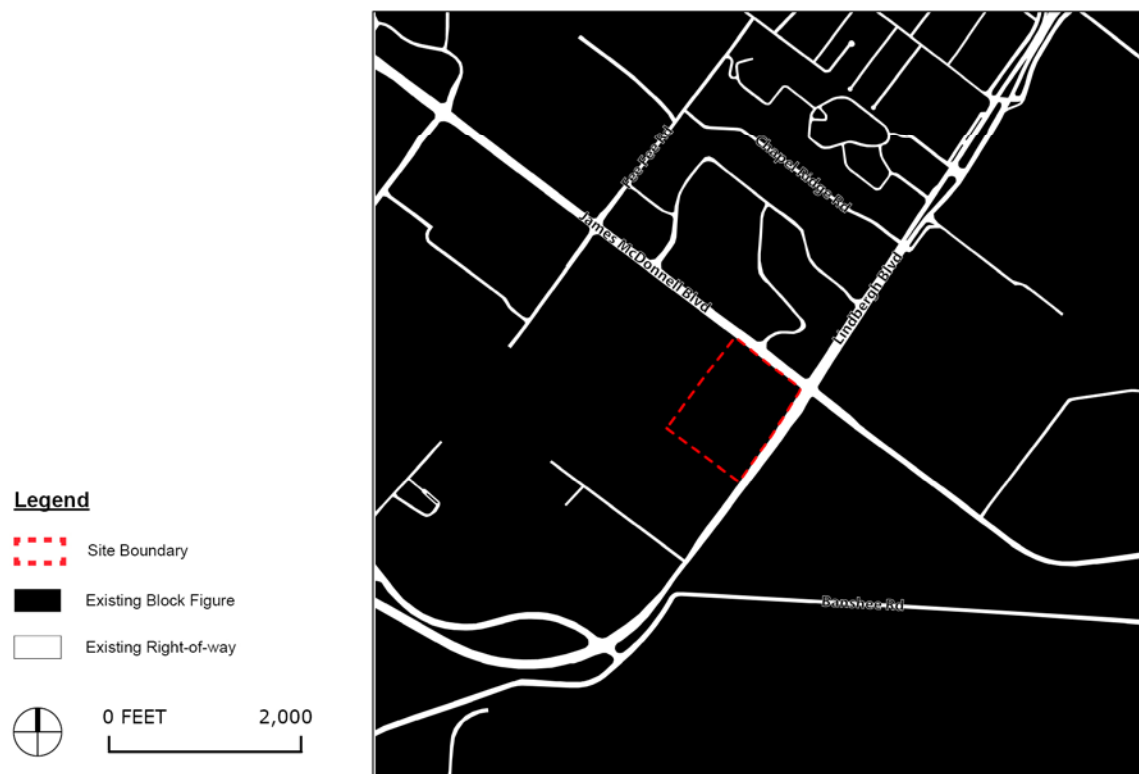 Fee Fee Rd
Chapel Ridge Rd
James McDonnell Blvd
Lindbergh Blvd
Banshee Rd
Legend
Site Boundary
Existing Block Figure
Existing Right-of-way
0 FEET 2,000